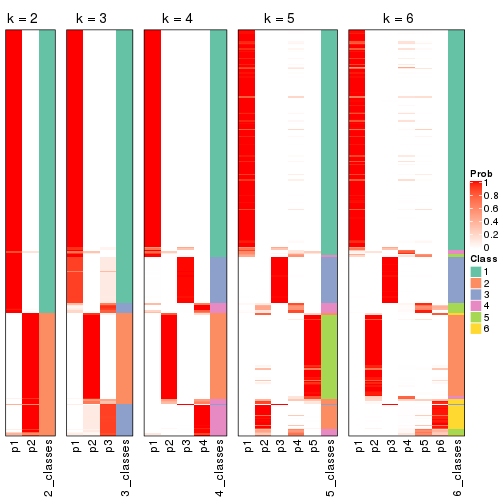 k = 2
k = 3
k = 4
k = 5
k = 6
p1
p2
2_classes
p1
p2
p3
3_classes
p1
p2
p3
p4
4_classes
p1
p2
p3
p4
p5
5_classes
p1
p2
p3
p4
p5
p6
6_classes
Prob
1
0.8
0.6
0.4
0.2
0
Class
1
2
3
4
5
6